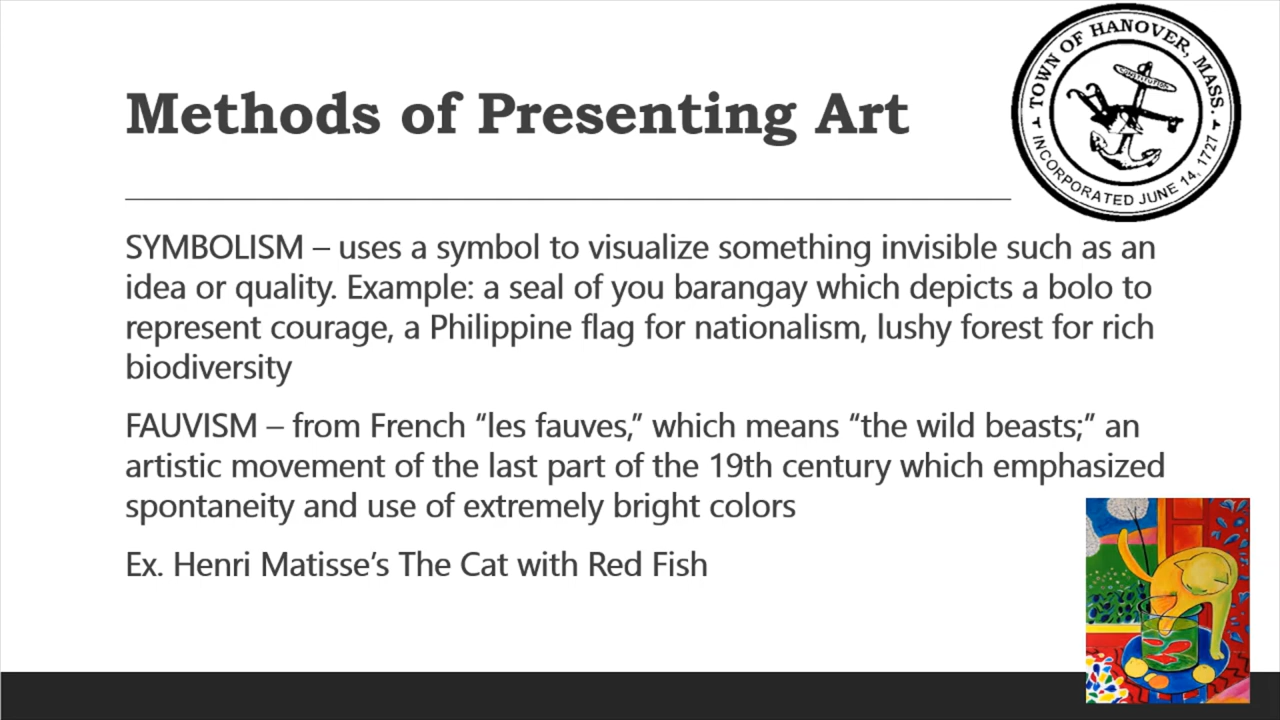 Methods of Presenting Art
TOWN OF HANOVER, MASS.
CONSTITUTION
INCORPORATED JUNE 14, 1727
SYMBOLISM – uses a symbol to visualize something invisible such as an
idea or quality. Example: a seal of you barangay which depicts a bolo to
represent courage, a Philippine flag for nationalism, lushy forest for rich
biodiversity
FAUVISM – from French “les fauves,” which means “the wild beasts;” an
artistic movement of the last part of the 19th century which emphasized
spontaneity and use of extremely bright colors
Ex. Henri Matisse’s The Cat with Red Fish